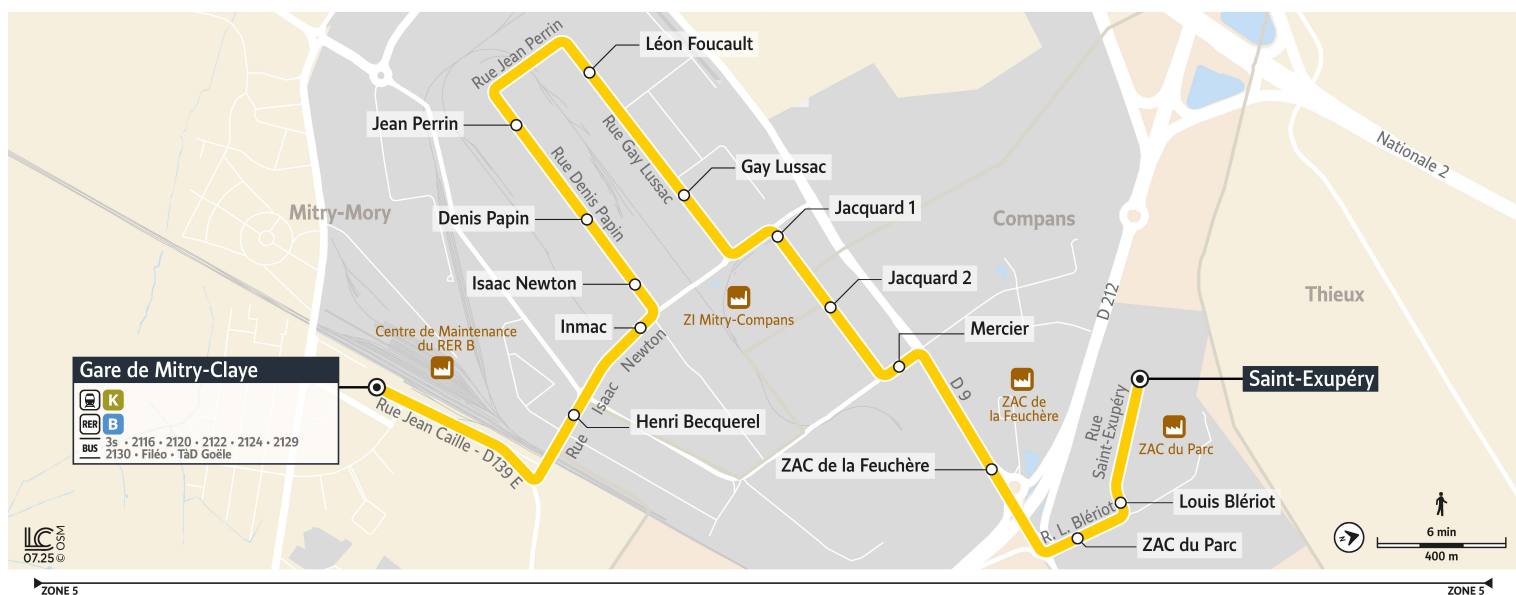 Rue Jean Perrin
Léon Foucault
Jean Perrin
Rue Gay Lussac
Nationale 2
Gay Lussac
Rue Denis Papin
Mitry-Mory
Denis Papin
Jacquard 1
Compans
Isaac Newton
Jacquard 2
Thieux
D 212
ZI Mitry-Compans
Inmac
Mercier
Centre de Maintenance
du RER B
Rue Isaac Newton
Gare de Mitry-Claye
K
RER
B
BUS
3s • 2116 • 2120 • 2122 • 2124 • 2129
2130 • Filéo • TàD Goële
Rue Jean Caille - D139 E
Henri Becquerel
D 9
ZAC de
la Feuchère
Saint-Exupéry
Rue
Saint-Exupéry
ZAC du Parc
ZAC de la Feuchère
Louis Blériot
R. L. Blériot
ZAC du Parc
LC
07.25
© OSM
N
6 min
400 m
ZONE 5
ZONE 5